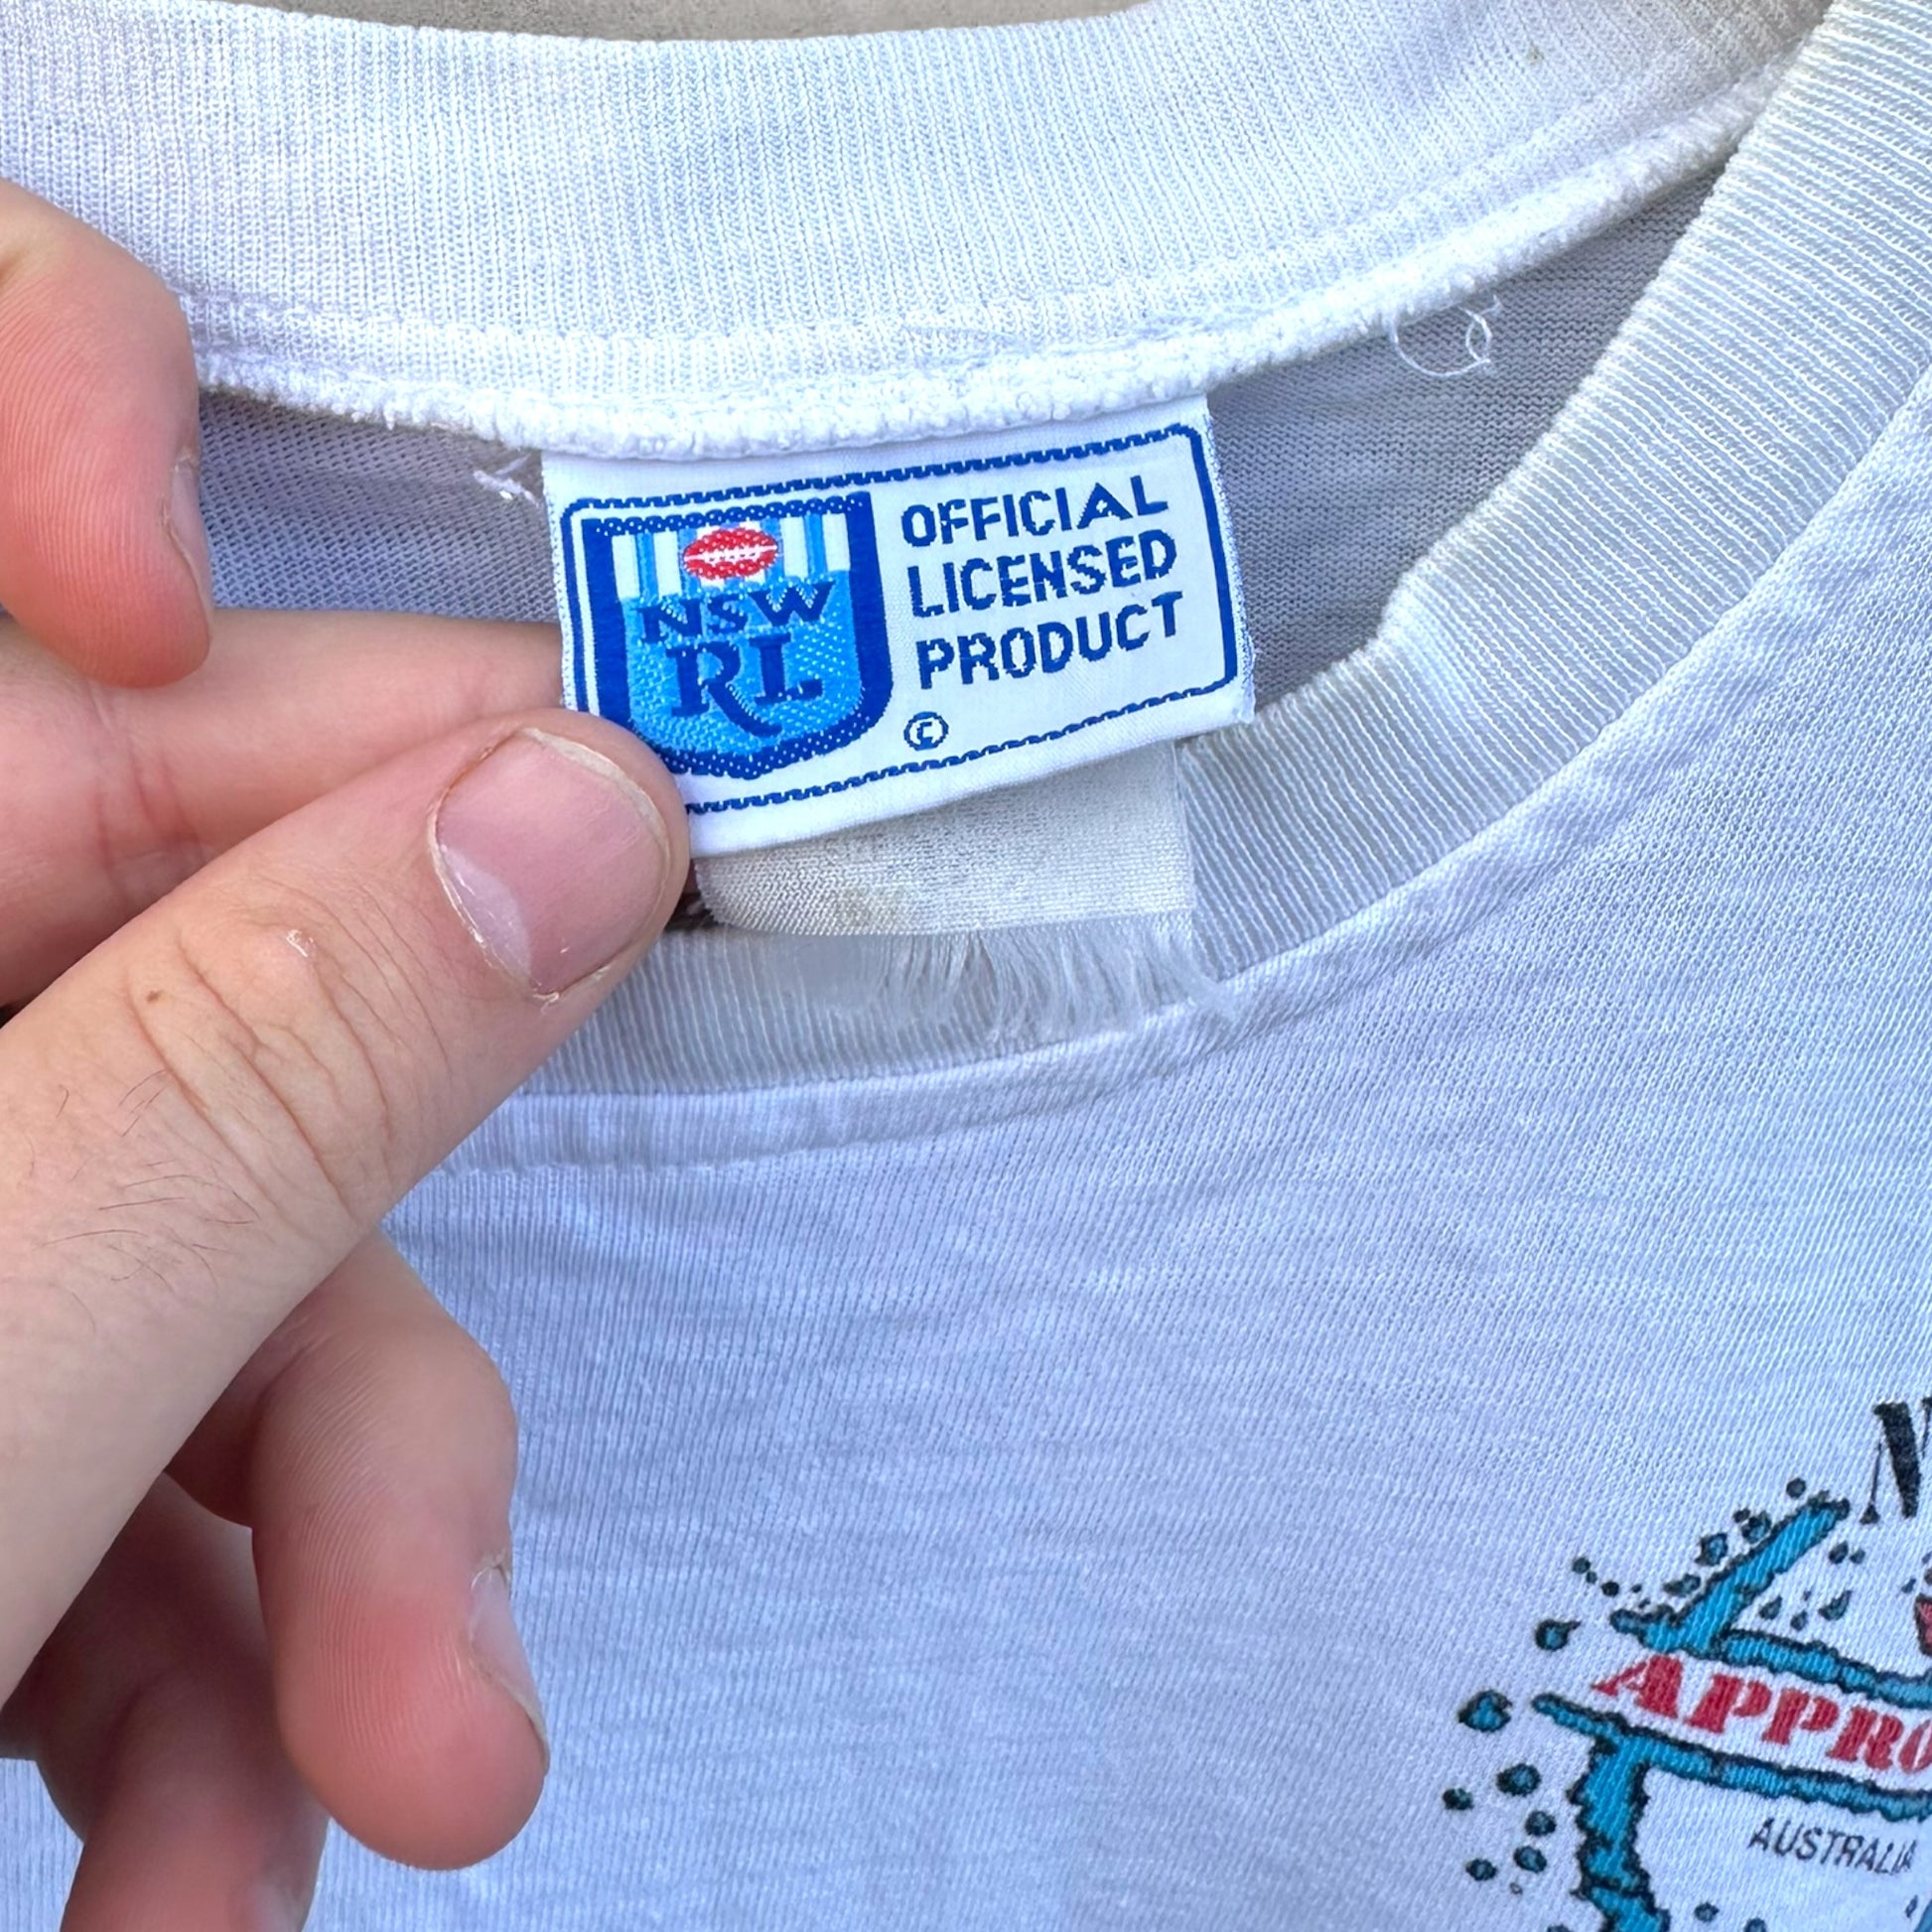 NSW
RL
OFFICIAL
LICENSED
PRODUCT
©
APPRO
AUSTRALIA